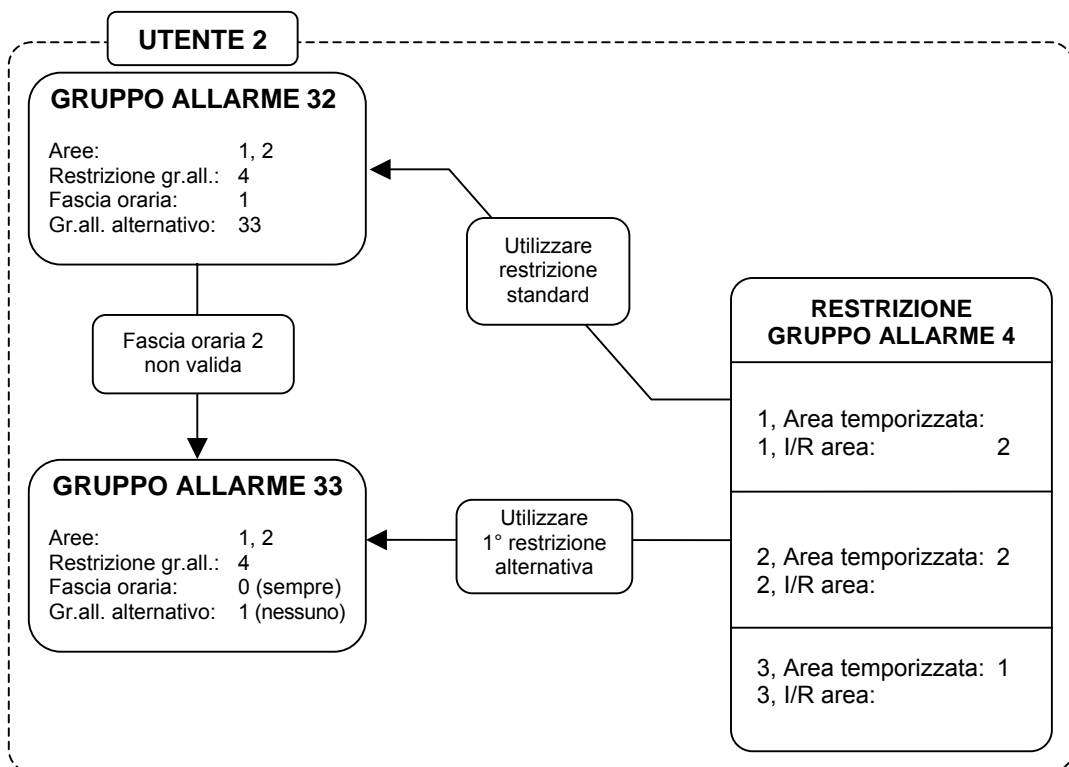 UTENTE 2
GRUPPO ALLARME 32
Aree: 1, 2
Restrizione gr.all.: 4
Fascia oraria: 1
Gr.all. alternativo: 33
Utilizzare
restrizione
standard
Fascia oraria 2
non valida
GRUPPO ALLARME 33
Aree: 1, 2
Restrizione gr.all.: 4
Fascia oraria: 0 (sempre)
Gr.all. alternativo: 1 (nessuno)
Utilizzare
1° restrizione
alternativa
RESTRIZIONE
GRUPPO ALLARME 4
1, Area temporizzata:
1, I/R area: 2
2, Area temporizzata: 2
2, I/R area:
3, Area temporizzata: 1
3, I/R area: